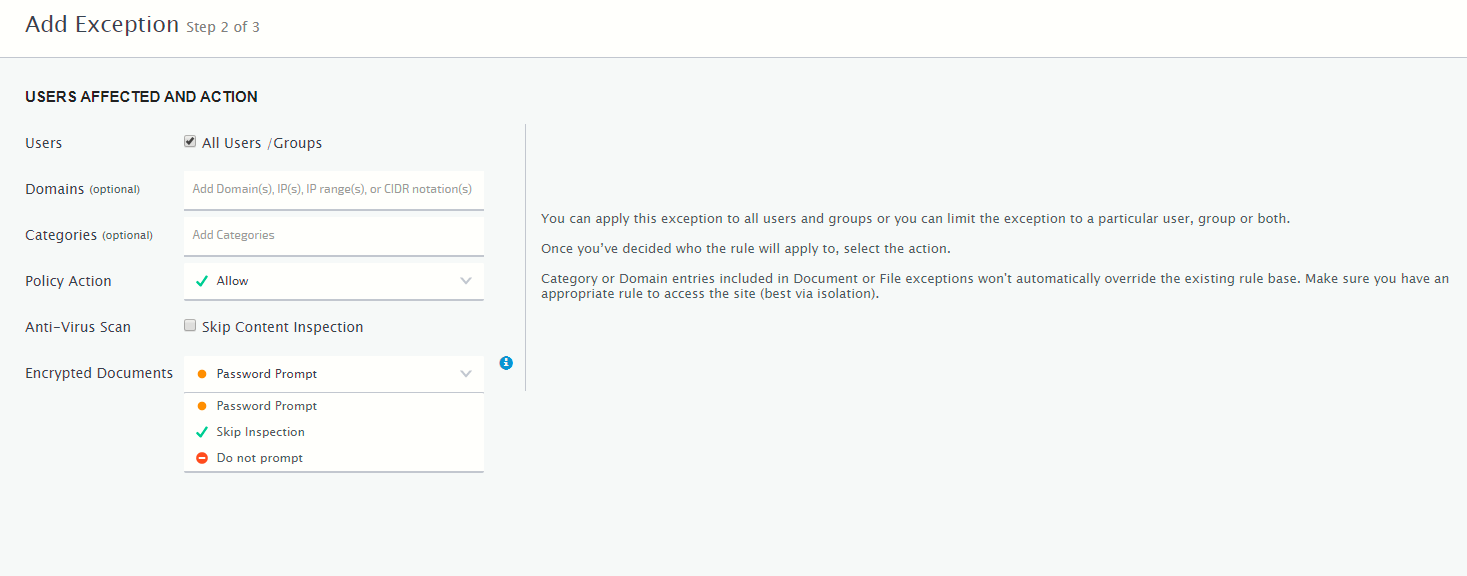 Add Exception Step 2 of 3
USERS AFFECTED AND ACTION
Users All Users /Groups
Domains (optional) Add Domain(s), IP(s), IP range(s), or CIDR notation(s)
Categories (optional) Add Categories
Policy Action Allow
Anti-Virus Scan Skip Content Inspection
Encrypted Documents Password Prompt
Password Prompt
Skip Inspection
Do not prompt
You can apply this exception to all users and groups or you can limit the exception to a particular user, group or both.
Once you've decided who the rule will apply to, select the action.
Category or Domain entries included in Document or File exceptions won't automatically override the existing rule base. Make sure you have an
appropriate rule to access the site (best via isolation).